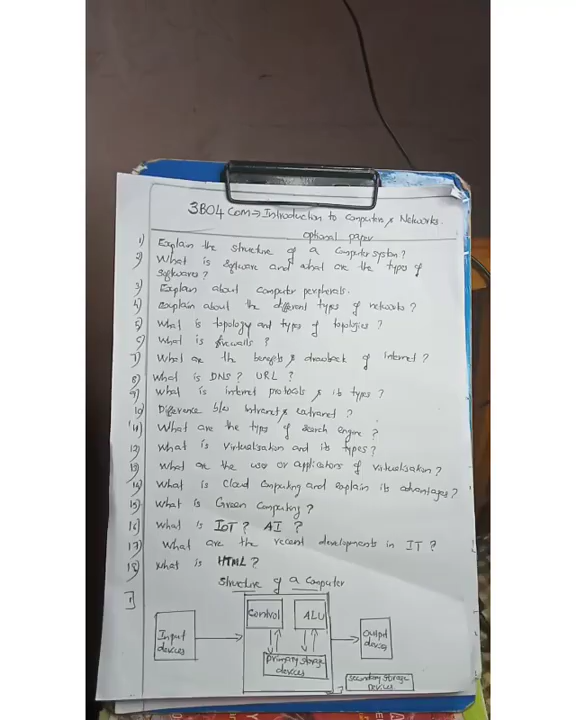 3BO4 Com ⇒ Introduction to Computers & Networks.
optional paper
1) Explain the structure of a Computer system?
2) What is software and what are the types of
softwares?
3) Explain about computer peripherals.
4) Explain about the different types of networks?
5) What is topology and types of topologies?
6) What is firewalls?
7) What are the benefits & drawback of internet?
8) What is DNS? URL?
9) What is internet protocols & its types?
10) Difference b/w Intranet & extranet?
11) What are the types of search engine?
12) What is virtualisation and its types?
13) What are the uses or applications of virtualisation?
14) What is Cloud Computing and explain its advantages?
15) What is Green Computing?
16) What is IoT? AI?
17) What are the recent developments in IT?
18) What is HTML?
Structure of a Computer
1]
Control ALU
Input devices
Output devices
primary storage devices
Secondary storage Devices